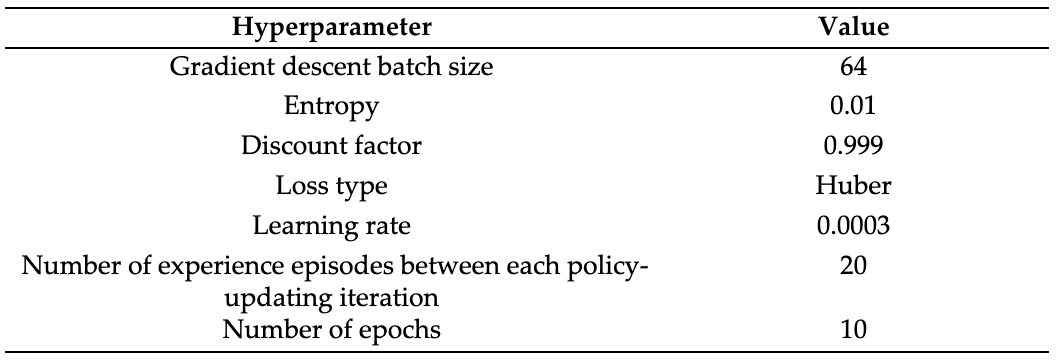 Hyperparameter Value
Gradient descent batch size 64
Entropy 0.01
Discount factor 0.999
Loss type Huber
Learning rate 0.0003
Number of experience episodes between each policy- 20
updating iteration
Number of epochs 10